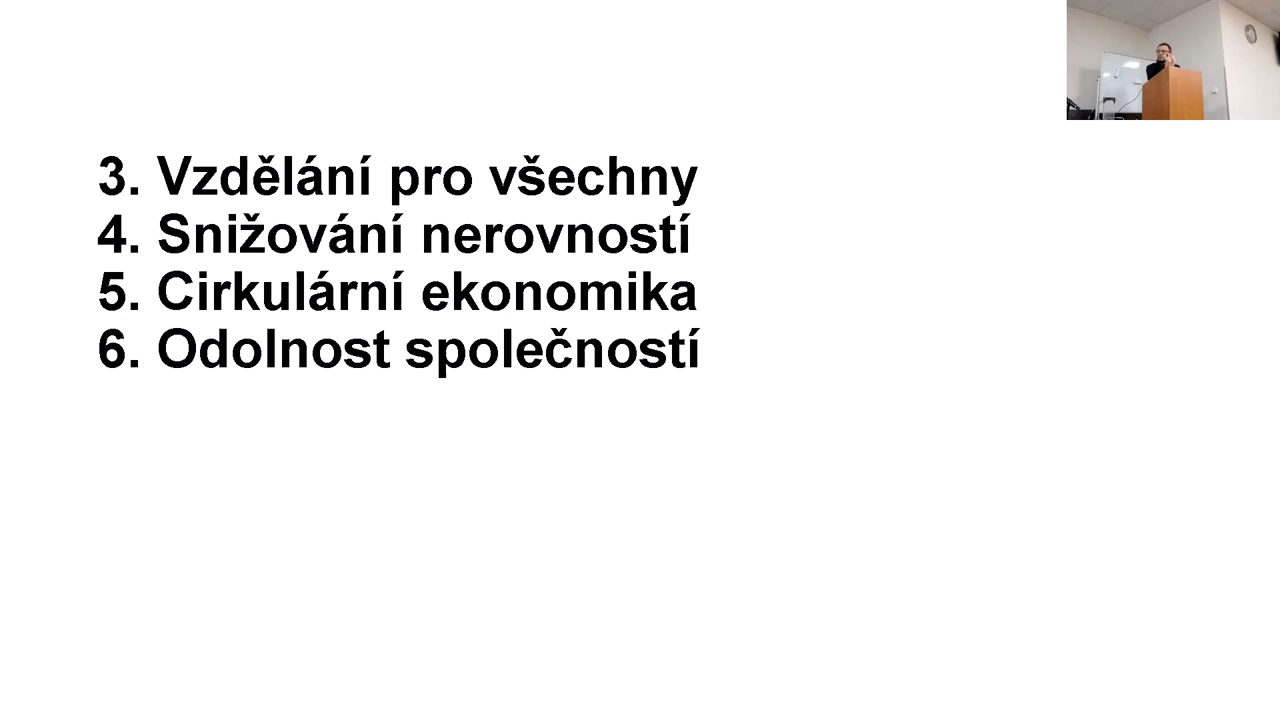 3. Vzdělání pro všechny
4. Snižování nerovností
5. Cirkulární ekonomika
6. Odolnost společností